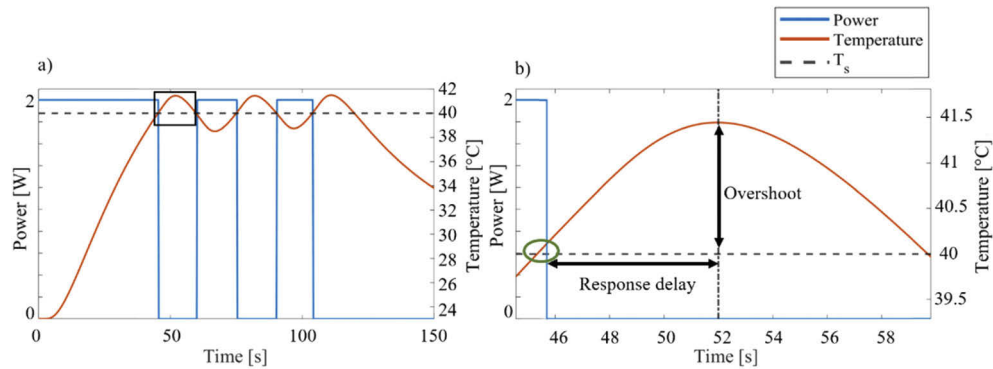 Power
Temperature
T_s
a)
b)
2
0
Power [W]
42
40
38
36
34
32
30
28
26
24
Temperature [°C]
0
50
100
150
Time [s]
2
0
Power [W]
Overshoot
Response delay
41.5
41
40.5
40
39.5
Temperature [°C]
46
48
50
52
54
56
58
Time [s]